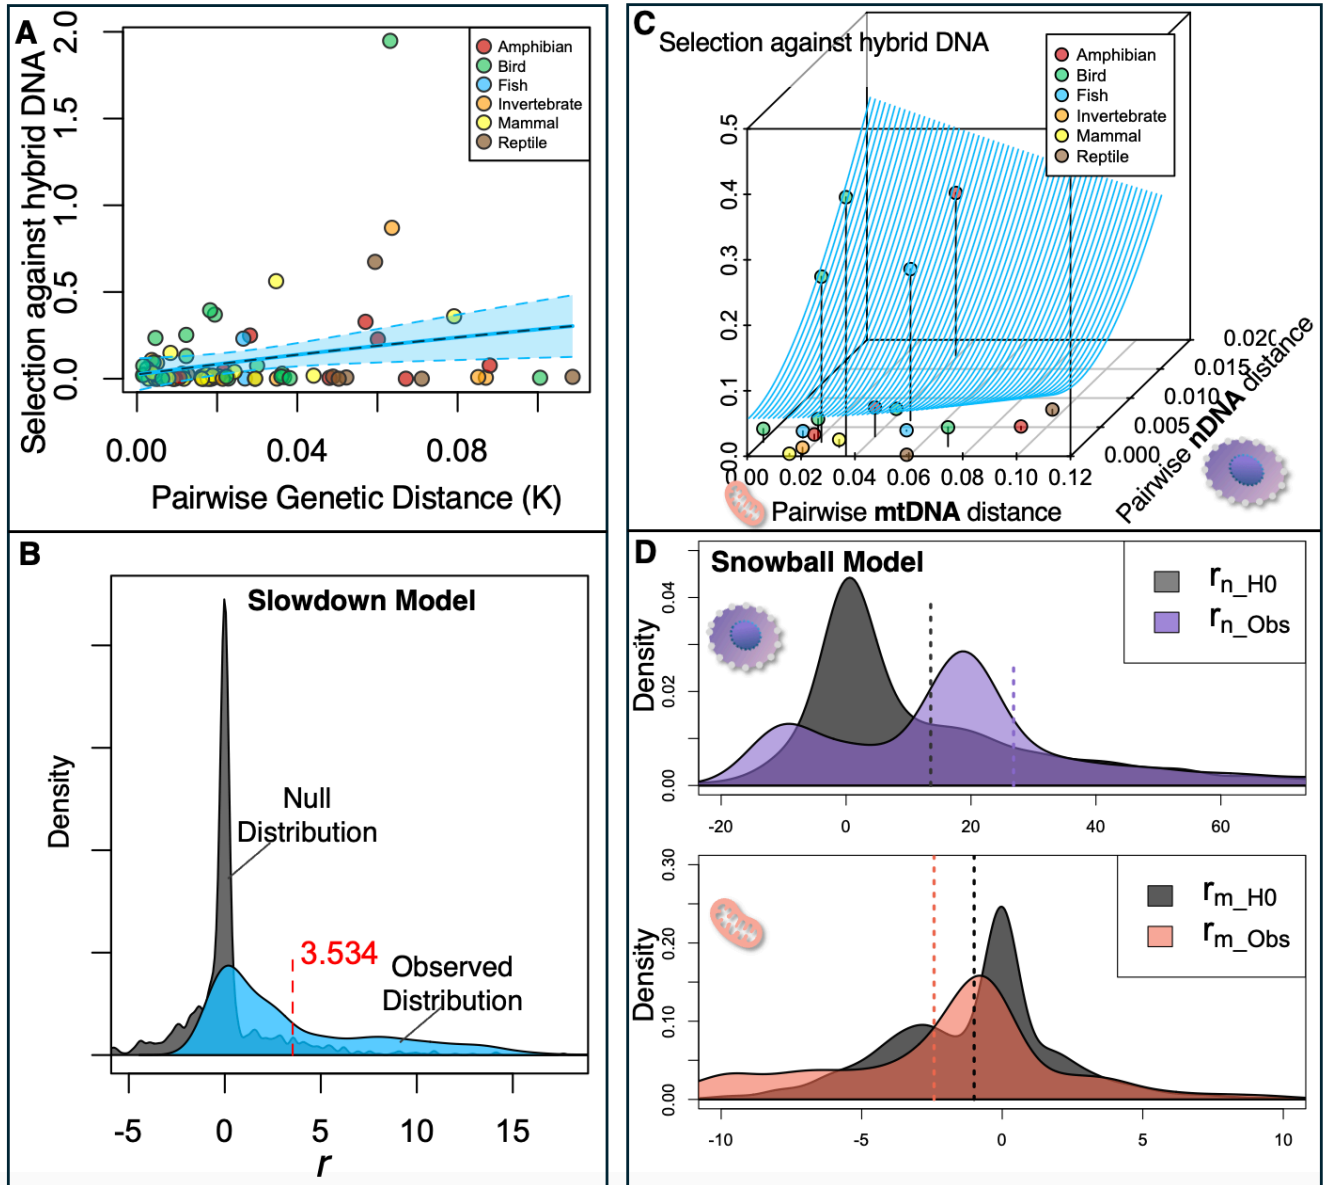 A
Selection against hybrid DNA
0.0
0.5
1.0
1.5
2.0
Amphibian
Bird
Fish
Invertebrate
Mammal
Reptile
0.00 0.04 0.08
Pairwise Genetic Distance (K)
B
Slowdown Model
Density
Null
Distribution
3.534
Observed
Distribution
-5 0 5 10 15
r
C
Selection against hybrid DNA
Amphibian
Bird
Fish
Invertebrate
Mammal
Reptile
0.5
0.4
0.3
0.2
0.1
0.0
0.00 0.02 0.04 0.06 0.08 0.10 0.12
Pairwise mtDNA distance
0.000
0.005
0.010
0.015
0.020
Pairwise nDNA distance
D
Snowball Model
rn_H0
rn_Obs
Density
0.00
0.02
0.04
-20 0 20 40 60
rm_H0
rm_Obs
Density
0.00
0.10
0.20
0.30
-10 -5 0 5 10